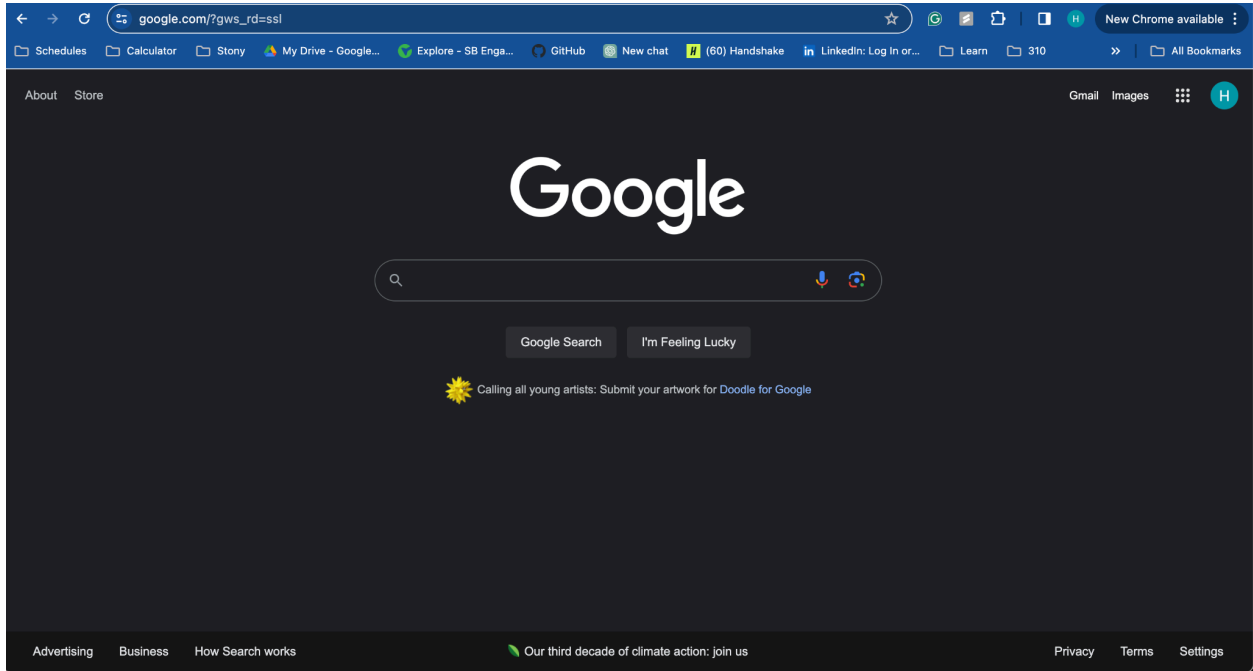 google.com/?gws_rd=ssl H New Chrome available
Schedules Calculator Stony My Drive - Google... Explore - SB Enga... GitHub New chat H (60) Handshake in LinkedIn: Log In or... Learn 310 » All Bookmarks
About Store Gmail Images H
Google
Google Search I'm Feeling Lucky
Calling all young artists: Submit your artwork for Doodle for Google
Advertising Business How Search works Our third decade of climate action: join us Privacy Terms Settings